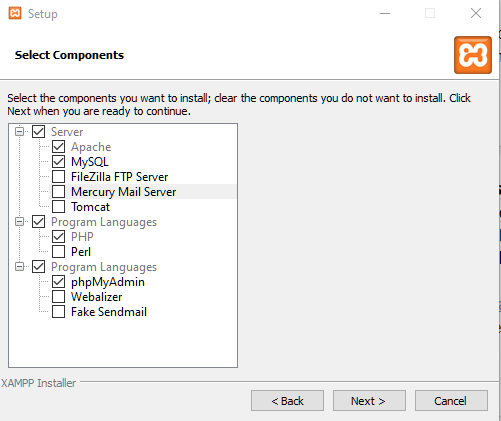 Setup
Select Components
Select the components you want to install; clear the components you do not want to install. Click
Next when you are ready to continue.
Server
Apache
MySQL
FileZilla FTP Server
Mercury Mail Server
Tomcat
Program Languages
PHP
Perl
Program Languages
phpMyAdmin
Webalizer
Fake Sendmail
XAMPP Installer
< Back
Next >
Cancel